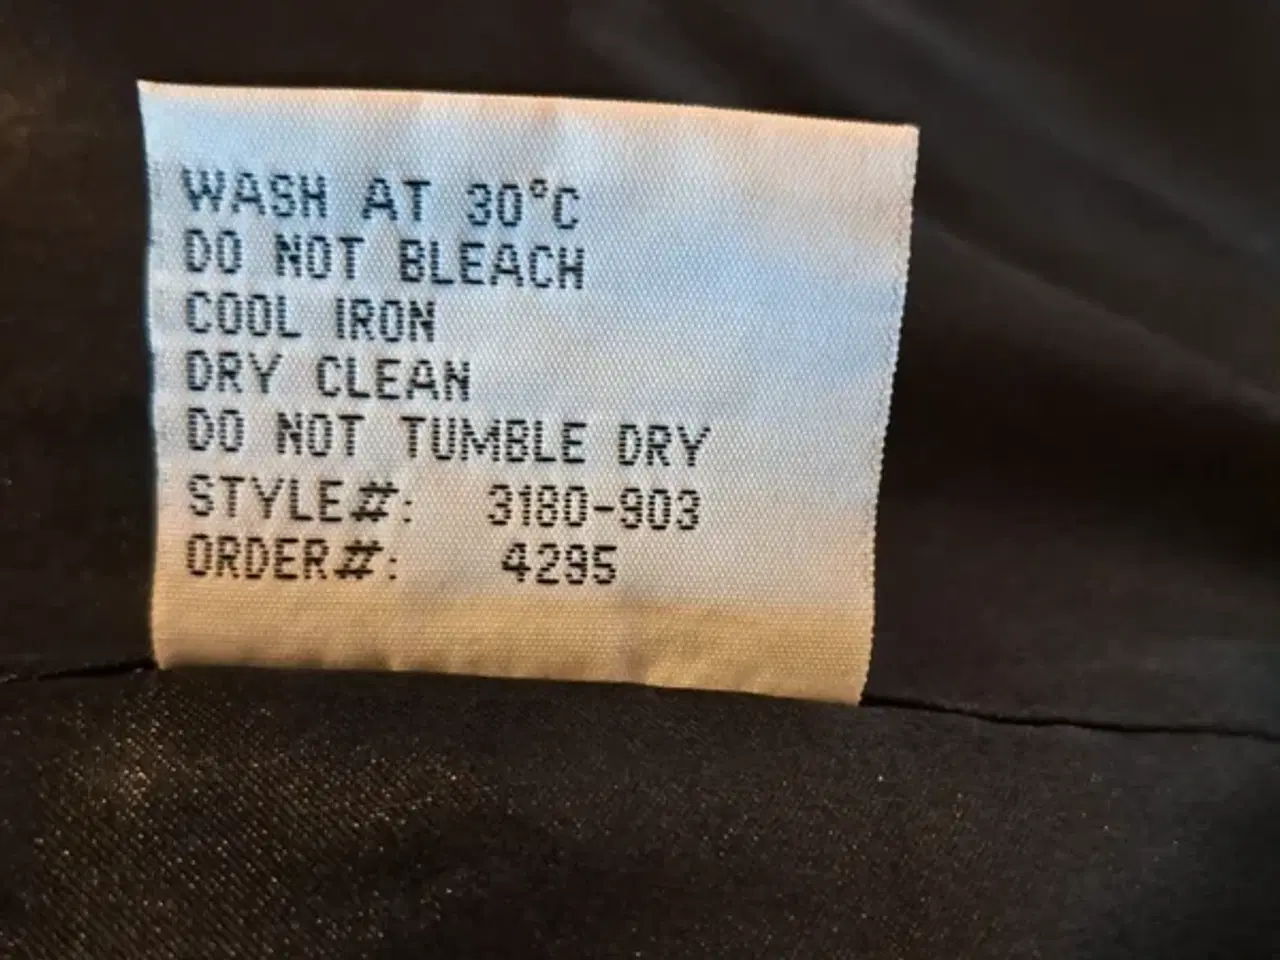 WASH AT 30°C
DO NOT BLEACH
COOL IRON
DRY CLEAN
DO NOT TUMBLE DRY
STYLE#: 3180-903
ORDER#: 4295